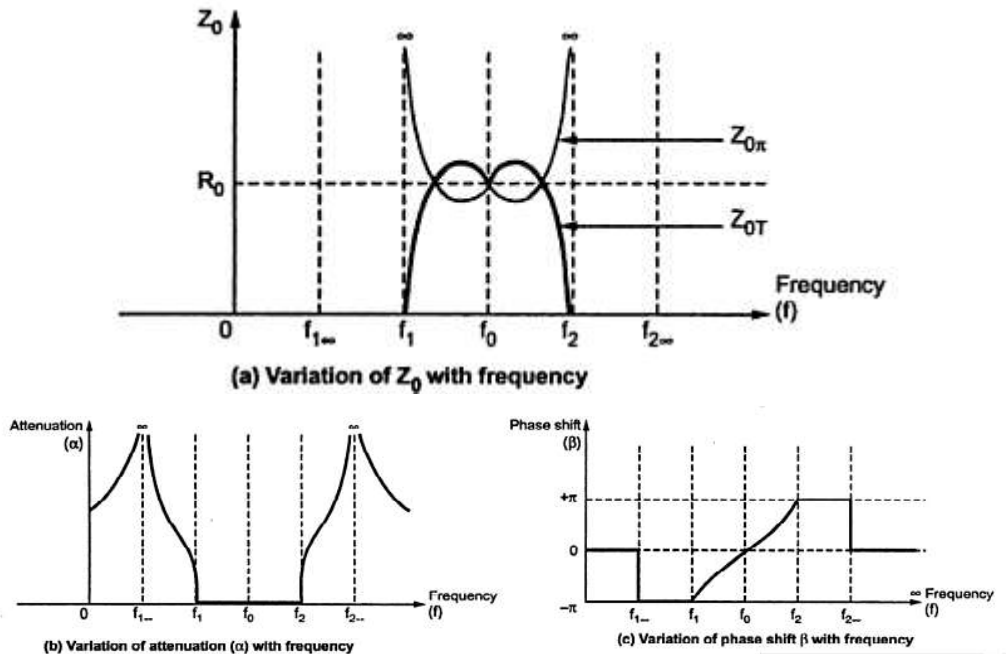 Z₀
∞ ∞
Z₀π
R₀
Z₀T
Frequency
(f)
0 f₁∞ f₁ f₀ f₂ f₂∞
(a) Variation of Z₀ with frequency
Attenuation
(α)
∞ ∞
0 f₁∞ f₁ f₀ f₂ f₂∞
Frequency
(f)
(b) Variation of attenuation (α) with frequency
Phase shift
(β)
+π
0
−π
f₁∞ f₁ f₀ f₂ f₂∞
∞ Frequency
(f)
(c) Variation of phase shift β with frequency